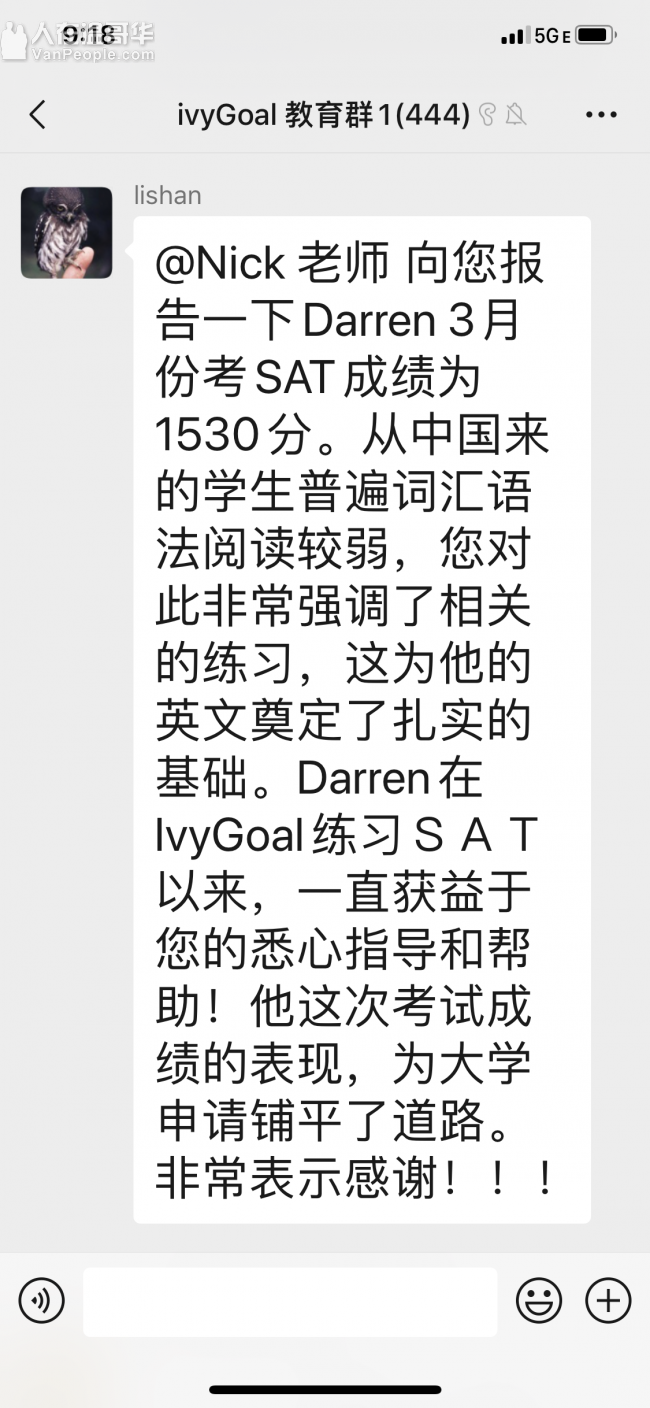 人在温哥华
VanPeople.com
9:18
5GE
ivyGoal 教育群1(444)
lishan
@Nick 老师 向您报
告一下Darren 3月
份考SAT成绩为
1530分。从中国来
的学生普遍词汇语
法阅读较弱，您对
此非常强调了相关
的练习，这为他的
英文奠定了扎实的
基础。Darren在
IvyGoal练习ＳＡＴ
以来，一直获益于
您的悉心指导和帮
助！他这次考试成
绩的表现，为大学
申请铺平了道路。
非常表示感谢！！！